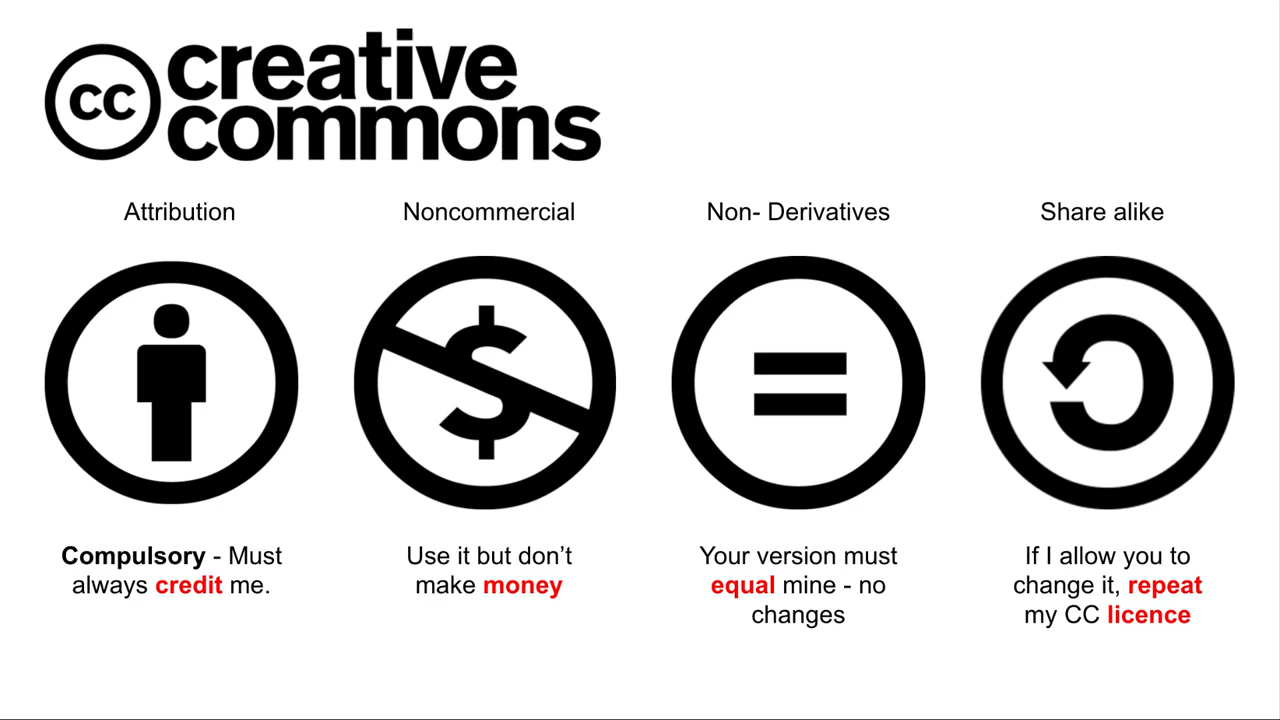 cc creative
commons
Attribution
Noncommercial
Non- Derivatives
Share alike
Compulsory - Must
always credit me.
Use it but don’t
make money
Your version must
equal mine - no
changes
If I allow you to
change it, repeat
my CC licence